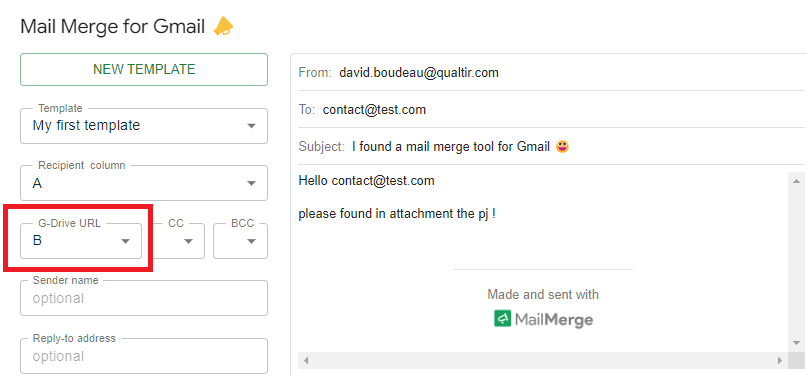 Mail Merge for Gmail
NEW TEMPLATE
Template
My first template
Recipient column
A
G-Drive URL
B
CC
BCC
Sender name
optional
Reply-to address
optional
From: david.boudeau@qualtir.com
To: contact@test.com
Subject: I found a mail merge tool for Gmail 😀
Hello contact@test.com
please found in attachment the pj !
Made and sent with
MailMerge